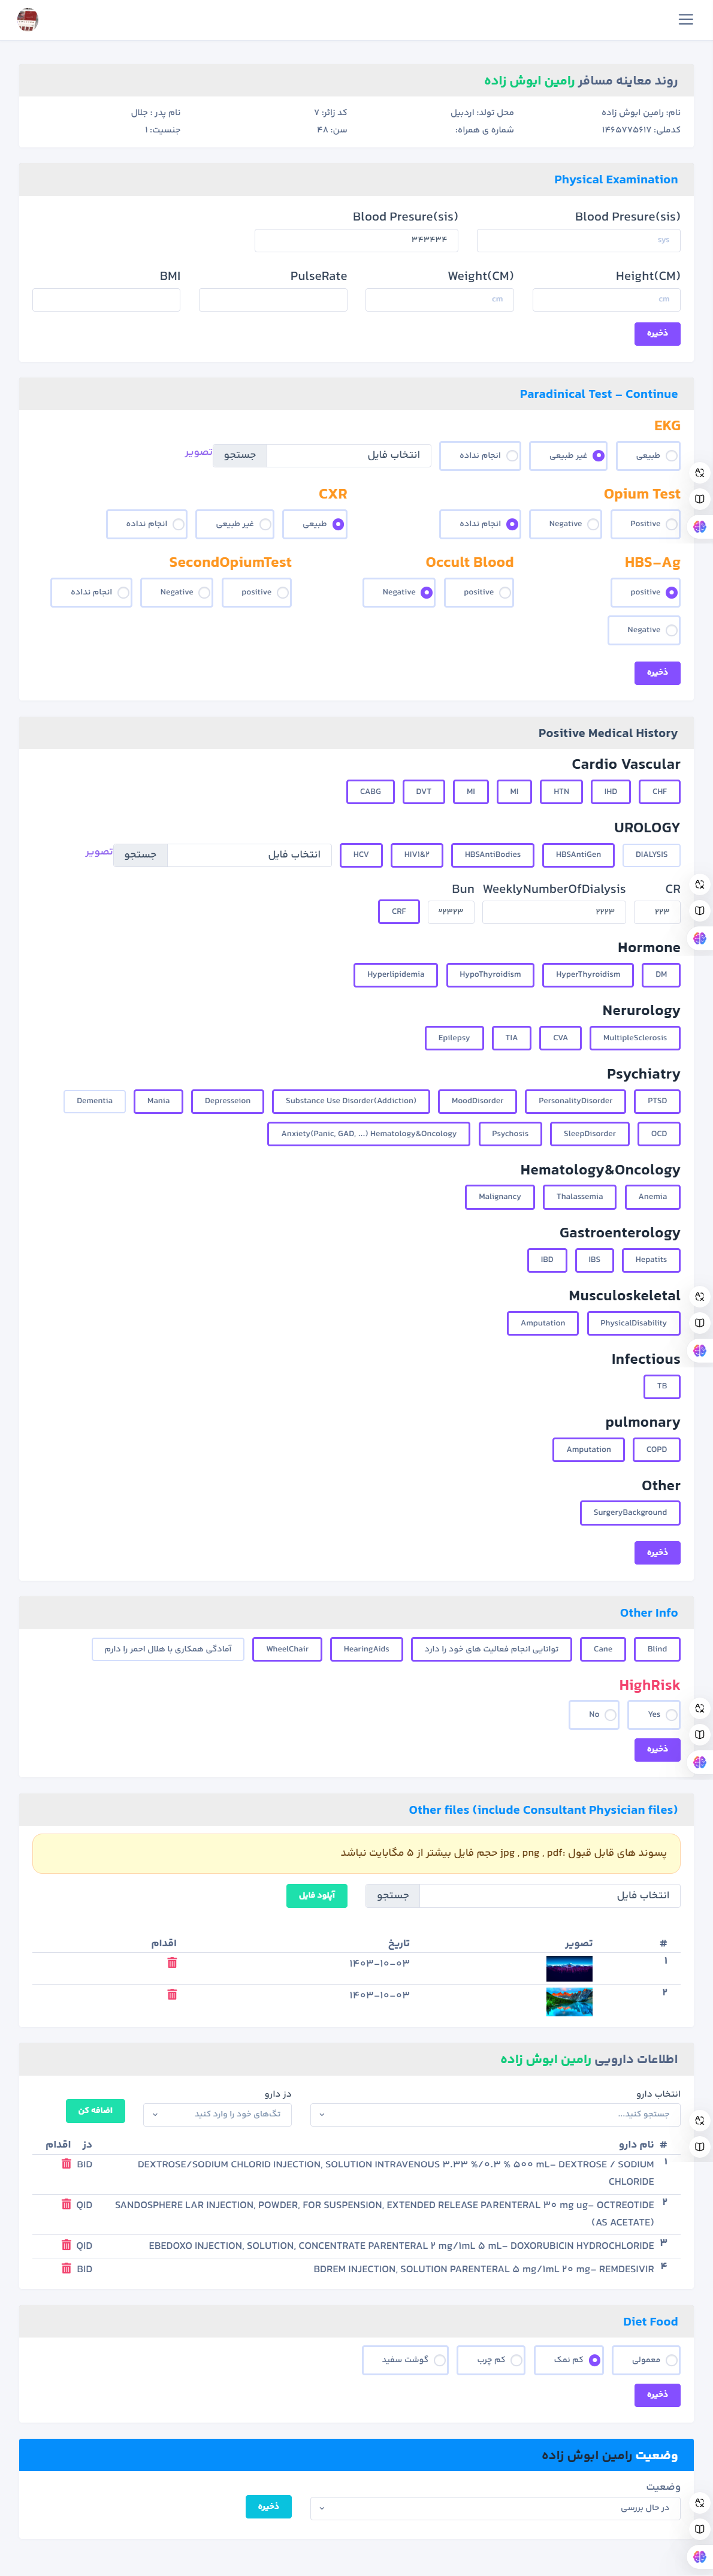 روند معاینه مسافر رامین ابوش زاده
نام: رامین ابوش زاده محل تولد: اردبیل کد زائر: ۷ نام پدر : جلال
کدملی: ۱۴۶۵۷۷۵۶۱۷ شماره ی همراه: سن: ۴۸ جنسیت: ۱
Physical Examination
Blood Presure(sis) Blood Presure(sis)
sys ۳۴۳۴۳۴
Height(CM) Weight(CM) PulseRate BMI
cm cm
ذخیره
Paradinical Test - Continue
EKG
طبیعی غیر طبیعی انجام نداده انتخاب فایل جستجو تصویر
Opium Test CXR
Positive Negative انجام نداده طبیعی غیر طبیعی انجام نداده
HBS-Ag Occult Blood SecondOpiumTest
positive positive Negative positive Negative انجام نداده
Negative
ذخیره
Positive Medical History
Cardio Vascular
CHF IHD HTN MI MI DVT CABG
UROLOGY
DIALYSIS HBSAntiGen HBSAntiBodies HIV۱&۲ HCV انتخاب فایل جستجو تصویر
CR WeeklyNumberOfDialysis Bun
۲۲۳ ۲۲۲۳ ۳۲۳۲۳ CRF
Hormone
DM HyperThyroidism HypoThyroidism Hyperlipidemia
Nerurology
MultipleSclerosis CVA TIA Epilepsy
Psychiatry
PTSD PersonalityDisorder MoodDisorder Substance Use Disorder(Addiction) Depresseion Mania Dementia
OCD SleepDisorder Psychosis Anxiety(Panic, GAD, ...) Hematology&Oncology
Hematology&Oncology
Anemia Thalassemia Malignancy
Gastroenterology
Hepatits IBS IBD
Musculoskeletal
PhysicalDisability Amputation
Infectious
TB
pulmonary
COPD Amputation
Other
SurgeryBackground
ذخیره
Other Info
Blind Cane توانایی انجام فعالیت های خود را دارد HearingAids WheelChair آمادگی همکاری با هلال احمر را دارم
HighRisk
Yes No
ذخیره
Other files (include Consultant Physician files)
پسوند های قابل قبول :jpg , png , pdf حجم فایل بیشتر از ۵ مگابایت نباشد
انتخاب فایل جستجو آپلود فایل
# تصویر تاریخ اقدام
۱ ۱۴۰۳-۱۰-۰۳
۲ ۱۴۰۳-۱۰-۰۳
اطلاعات دارویی رامین ابوش زاده
انتخاب دارو دز دارو
جستجو کنید... تگ‌های خود را وارد کنید اضافه کن
# نام دارو دز اقدام
۱ DEXTROSE/SODIUM CHLORID INJECTION, SOLUTION INTRAVENOUS ۳.۳۳ %/۰.۳ % ۵۰۰ mL- DEXTROSE / SODIUM BID
CHLORIDE
۲ SANDOSPHERE LAR INJECTION, POWDER, FOR SUSPENSION, EXTENDED RELEASE PARENTERAL ۳۰ mg ug- OCTREOTIDE QID
(AS ACETATE)
۳ EBEDOXO INJECTION, SOLUTION, CONCENTRATE PARENTERAL ۲ mg/۱mL ۵ mL- DOXORUBICIN HYDROCHLORIDE QID
۴ BDREM INJECTION, SOLUTION PARENTERAL ۵ mg/۱mL ۲۰ mg- REMDESIVIR BID
Diet Food
معمولی کم نمک کم چرب گوشت سفید
ذخیره
وضعیت رامین ابوش زاده
وضعیت
در حال بررسی ذخیره